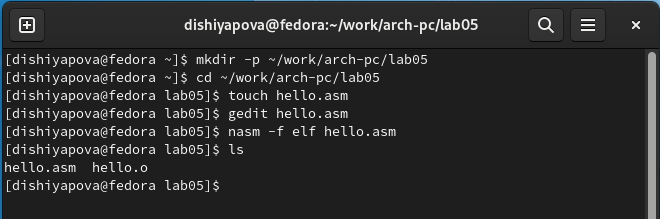 dishiyapova@fedora:~/work/arch-pc/lab05
[dishiyapova@fedora ~]$ mkdir -p ~/work/arch-pc/lab05
[dishiyapova@fedora ~]$ cd ~/work/arch-pc/lab05
[dishiyapova@fedora lab05]$ touch hello.asm
[dishiyapova@fedora lab05]$ gedit hello.asm
[dishiyapova@fedora lab05]$ nasm -f elf hello.asm
[dishiyapova@fedora lab05]$ ls
hello.asm  hello.o
[dishiyapova@fedora lab05]$